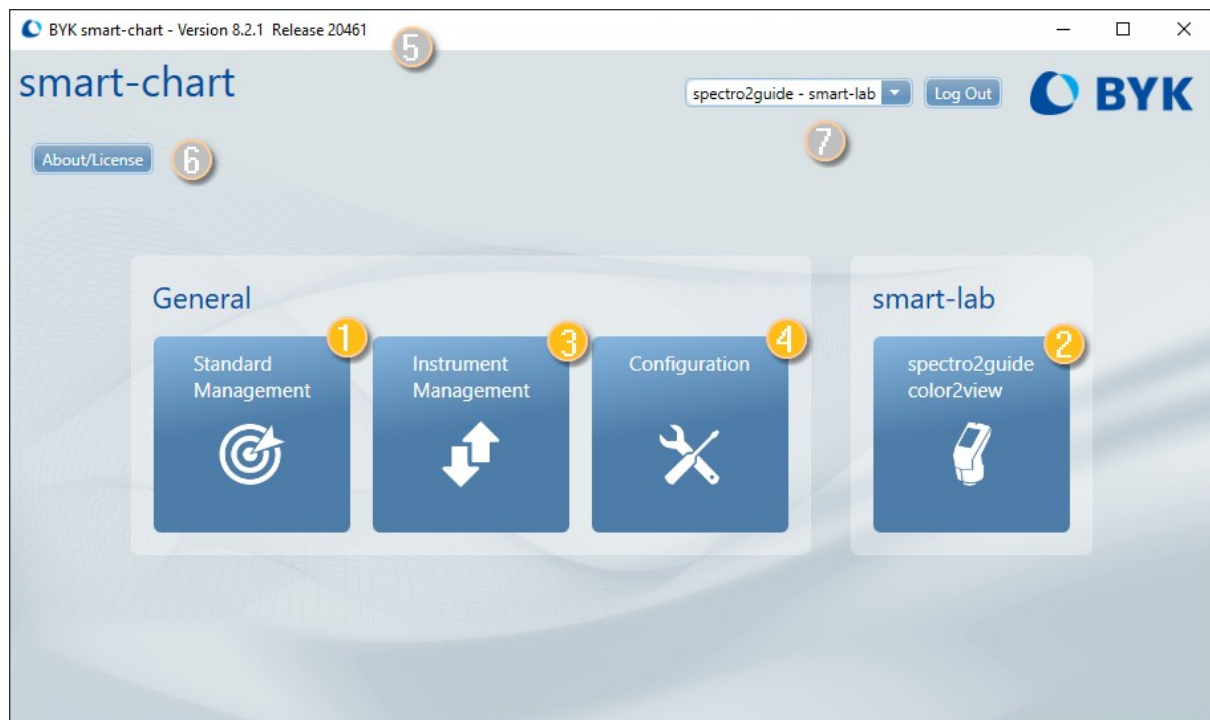 BYK smart-chart - Version 8.2.1 Release 20461
5
smart-chart
spectro2guide - smart-lab
Log Out
BYK
About/License
6
7
General
smart-lab
1
3
4
2
Standard
Management
Instrument
Management
Configuration
spectro2guide
color2view